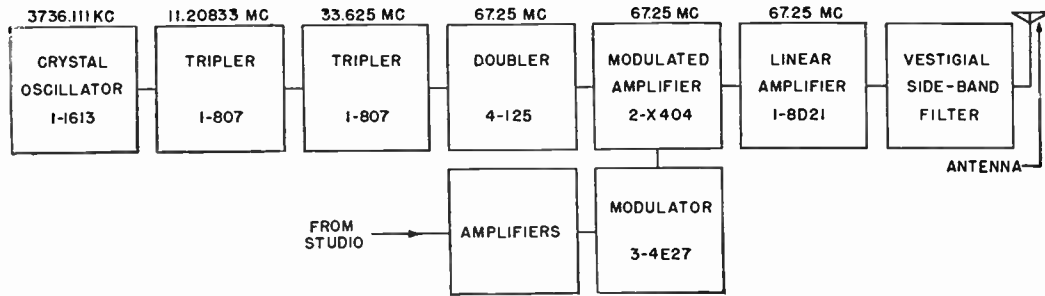 3736.111 KC
11.20833 MC
33.625 MC
67.25 MC
67.25 MC
67.25 MC
CRYSTAL
OSCILLATOR
1-1613
TRIPLER
1-807
TRIPLER
1-807
DOUBLER
4-125
MODULATED
AMPLIFIER
2-X404
LINEAR
AMPLIFIER
1-8D21
VESTIGIAL
SIDE-BAND
FILTER
ANTENNA
FROM
STUDIO
AMPLIFIERS
MODULATOR
3-4E27